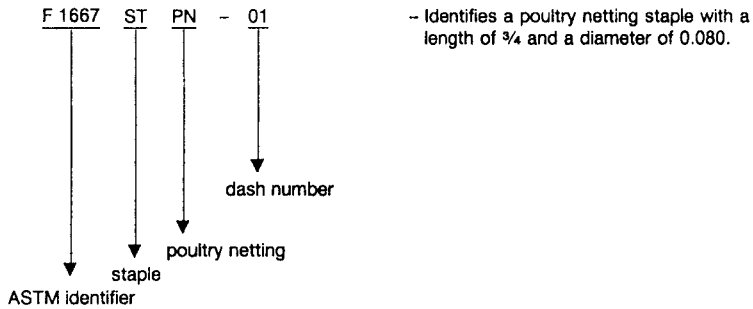 F 1667 ST PN - 01
- Identifies a poultry netting staple with a
length of 3/4 and a diameter of 0.080.
dash number
poultry netting
staple
ASTM identifier